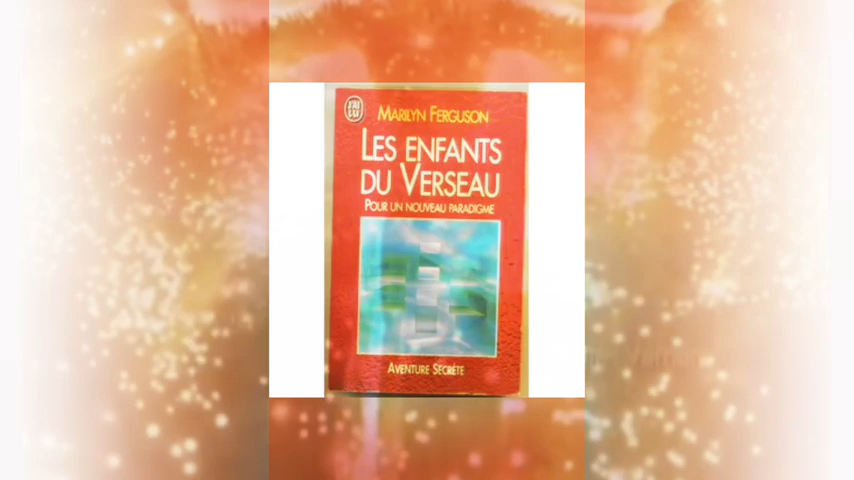 J'AI
LU
MARILYN FERGUSON
LES ENFANTS
DU VERSEAU
POUR UN NOUVEAU PARADIGME
AVENTURE SECRÈTE